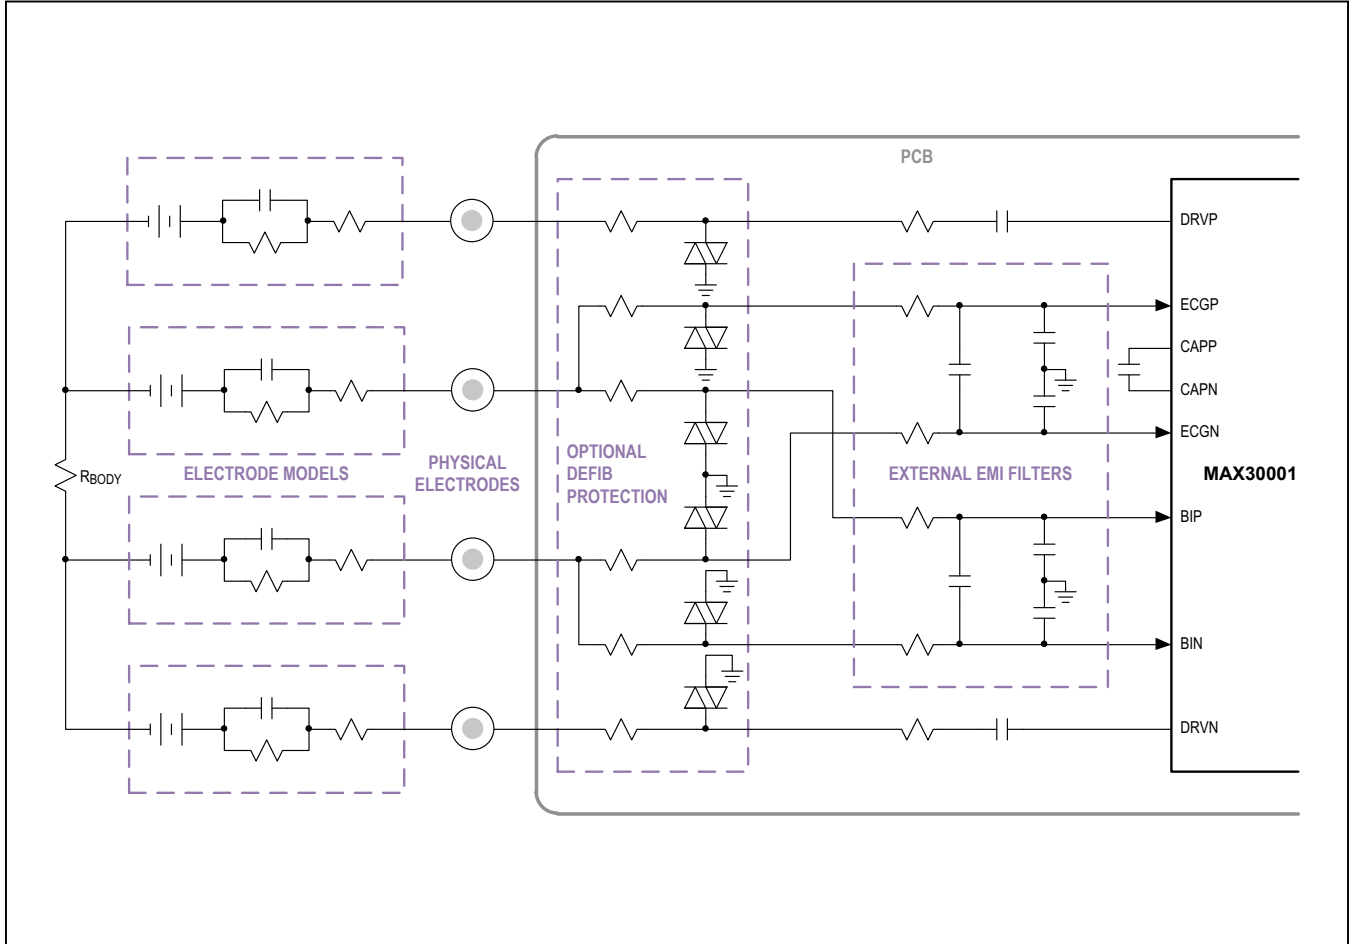 PCB
DRVP
ECGP
CAPP
CAPN
ECGN
MAX30001
BIP
BIN
DRVN
RBODY
ELECTRODE MODELS
PHYSICAL
ELECTRODES
OPTIONAL
DEFIB
PROTECTION
EXTERNAL EMI FILTERS